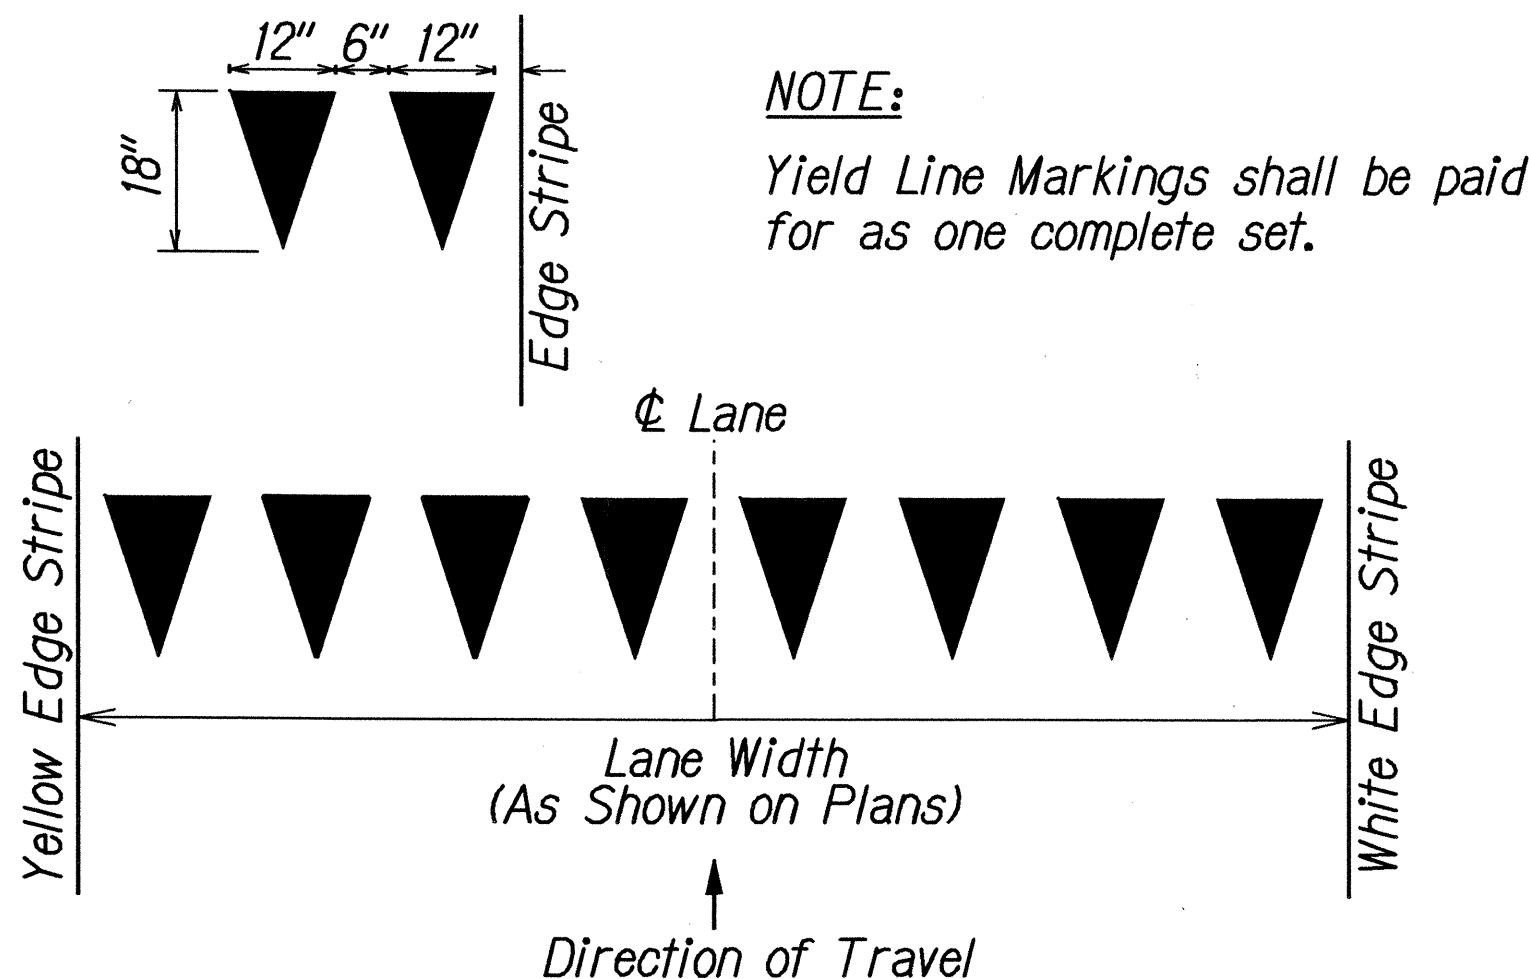 12" 6" 12"
18"
Edge Stripe
NOTE:
Yield Line Markings shall be paid
for as one complete set.
℄ Lane
Yellow Edge Stripe
White Edge Stripe
Lane Width
(As Shown on Plans)
Direction of Travel